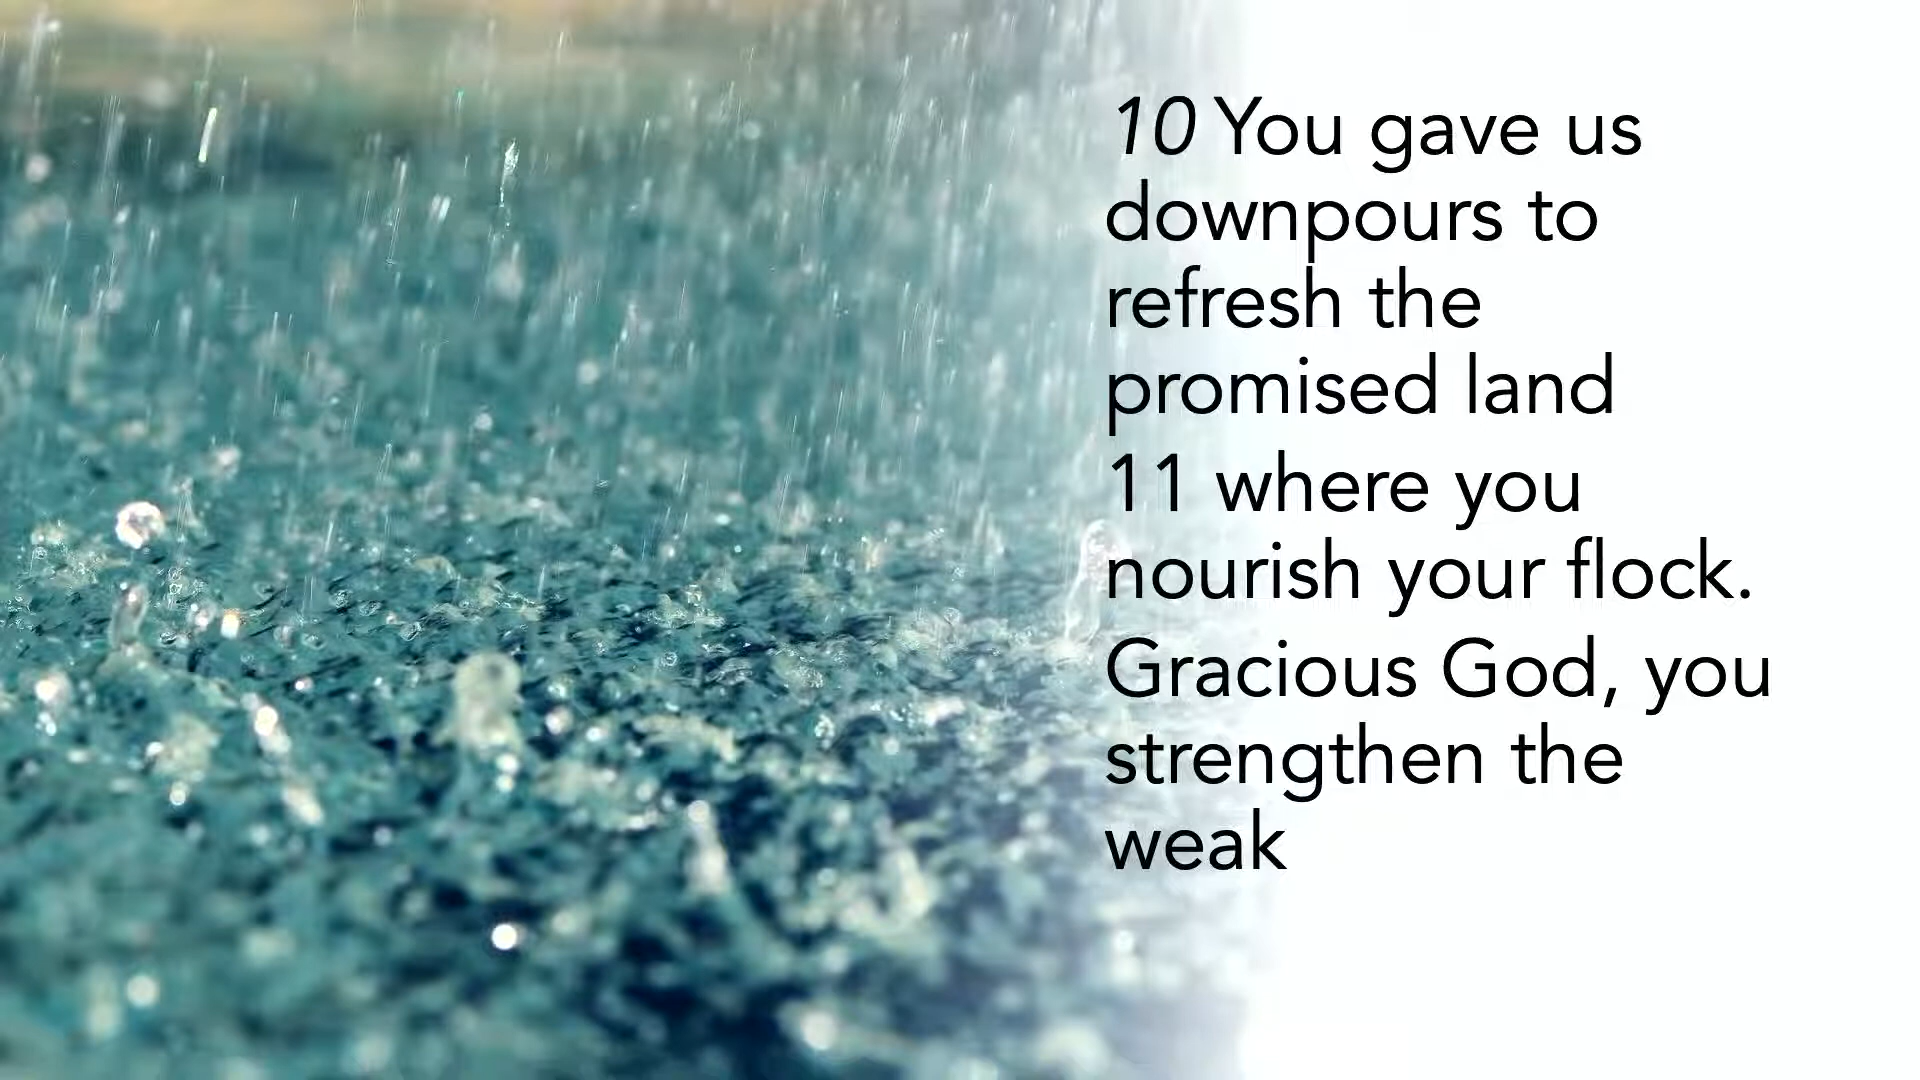 10 You gave us
downpours to
refresh the
promised land
11 where you
nourish your flock.
Gracious God, you
strengthen the
weak